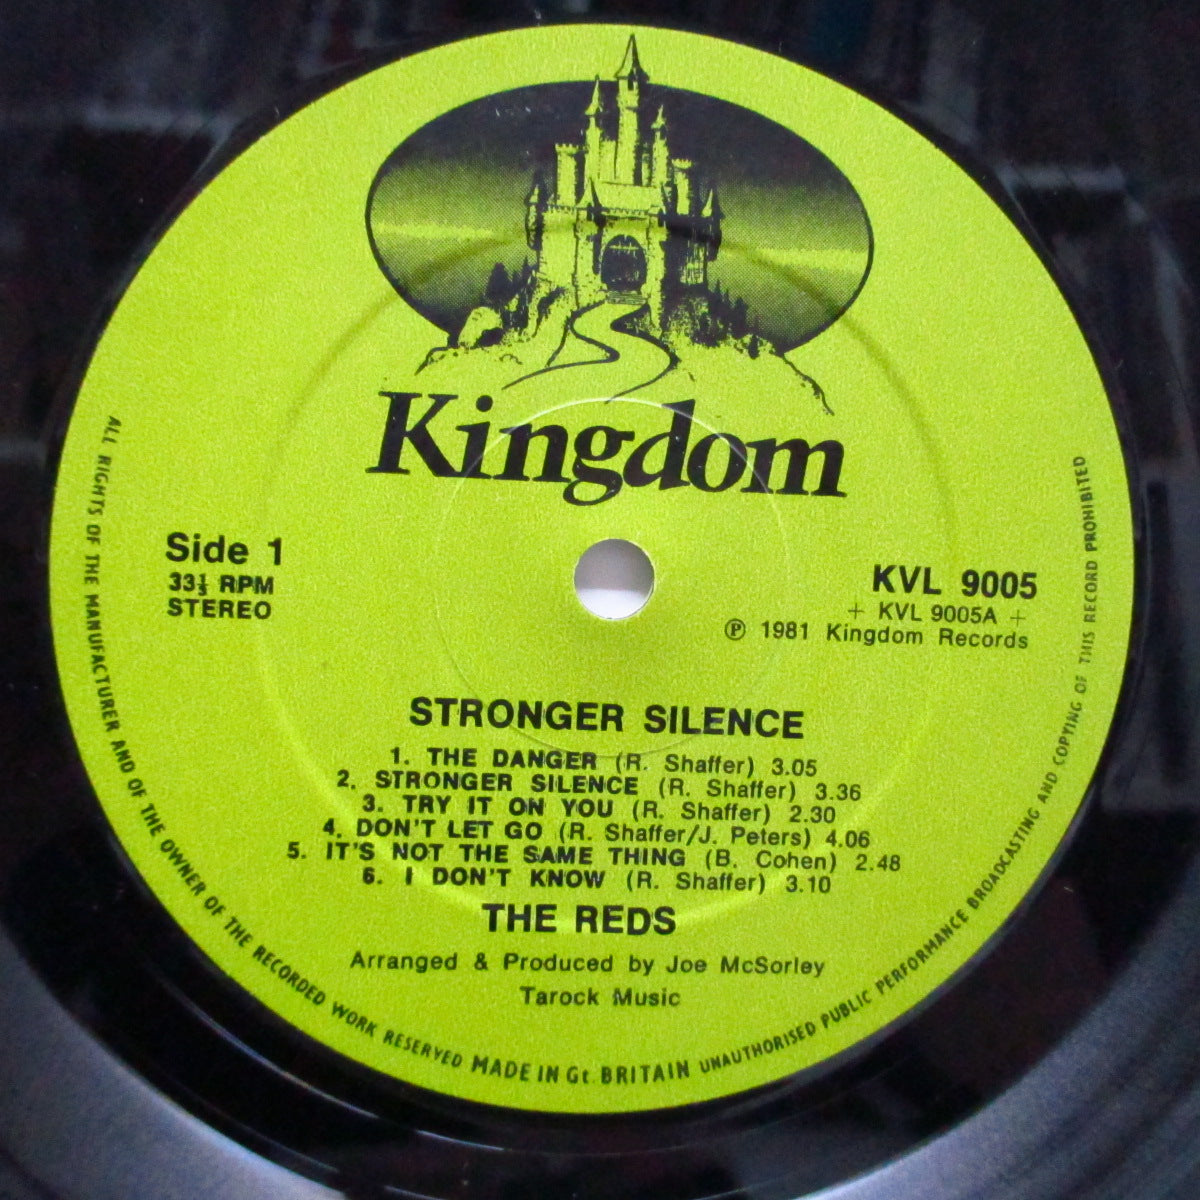 Kingdom
Side 1
33⅓ RPM
STEREO
KVL 9005
+ KVL 9005A +
℗ 1981 Kingdom Records
STRONGER SILENCE
1. THE DANGER (R. Shaffer) 3.05
2. STRONGER SILENCE (R. Shaffer) 3.36
3. TRY IT ON YOU (R. Shaffer) 2.30
4. DON'T LET GO (R. Shaffer/J. Peters) 4.06
5. IT'S NOT THE SAME THING (B. Cohen) 2.48
6. I DON'T KNOW (R. Shaffer) 3.10
THE REDS
Arranged & Produced by Joe McSorley
Tarock Music
ALL RIGHTS OF THE MANUFACTURER AND OF THE OWNER OF THE RECORDED WORK RESERVED MADE IN Gt. BRITAIN UNAUTHORISED PUBLIC PERFORMANCE BROADCASTING AND COPYING OF THIS RECORD PROHIBITED